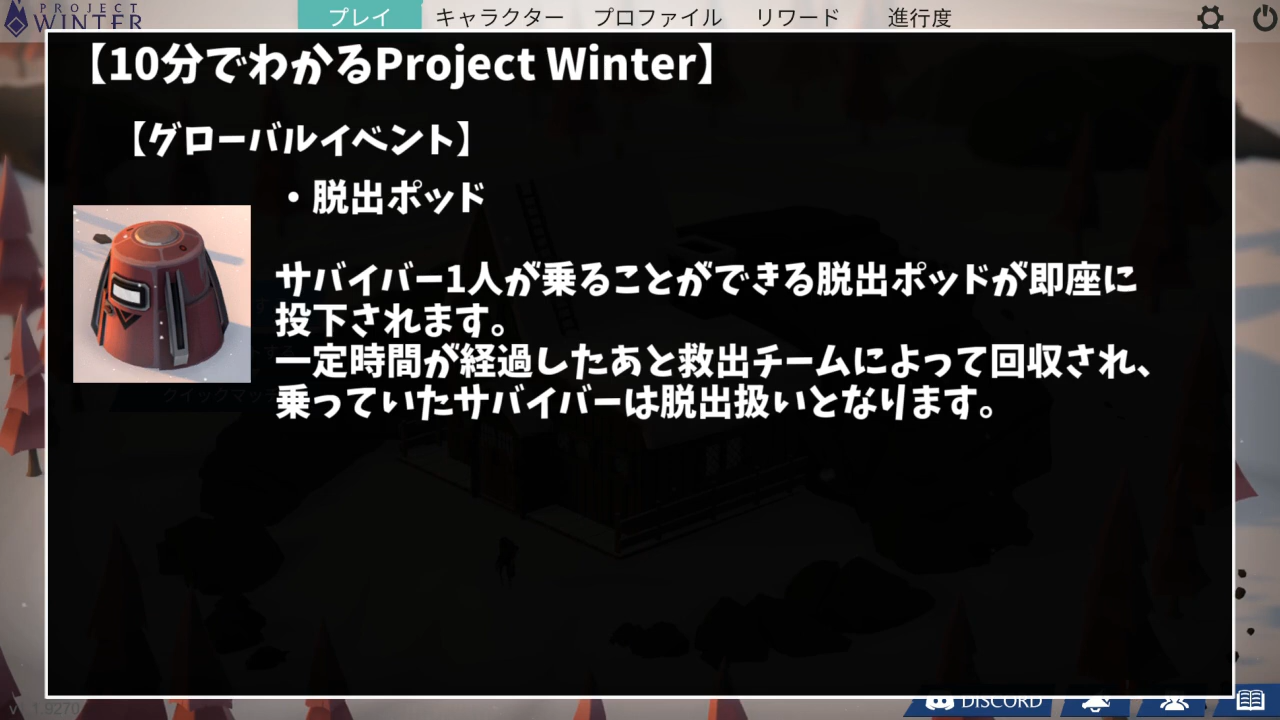 PROJECT
WINTER
プレイ
キャラクター
プロファイル
リワード
進行度
【10分でわかるProject Winter】
【グローバルイベント】
・脱出ポッド
サバイバー1人が乗ることができる脱出ポッドが即座に
投下されます。
一定時間が経過したあと救出チームによって回収され、
乗っていたサバイバーは脱出扱いとなります。
DISCORD